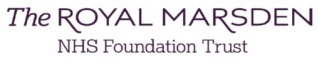 The ROYAL MARSDEN
NHS Foundation Trust